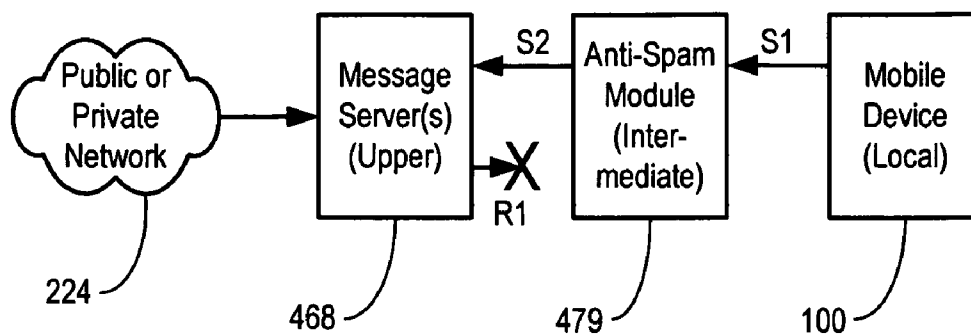 Public or
Private
Network
Message
Server(s)
(Upper)
S2
R1
Anti-Spam
Module
(Inter-
mediate)
S1
Mobile
Device
(Local)
224
468
479
100